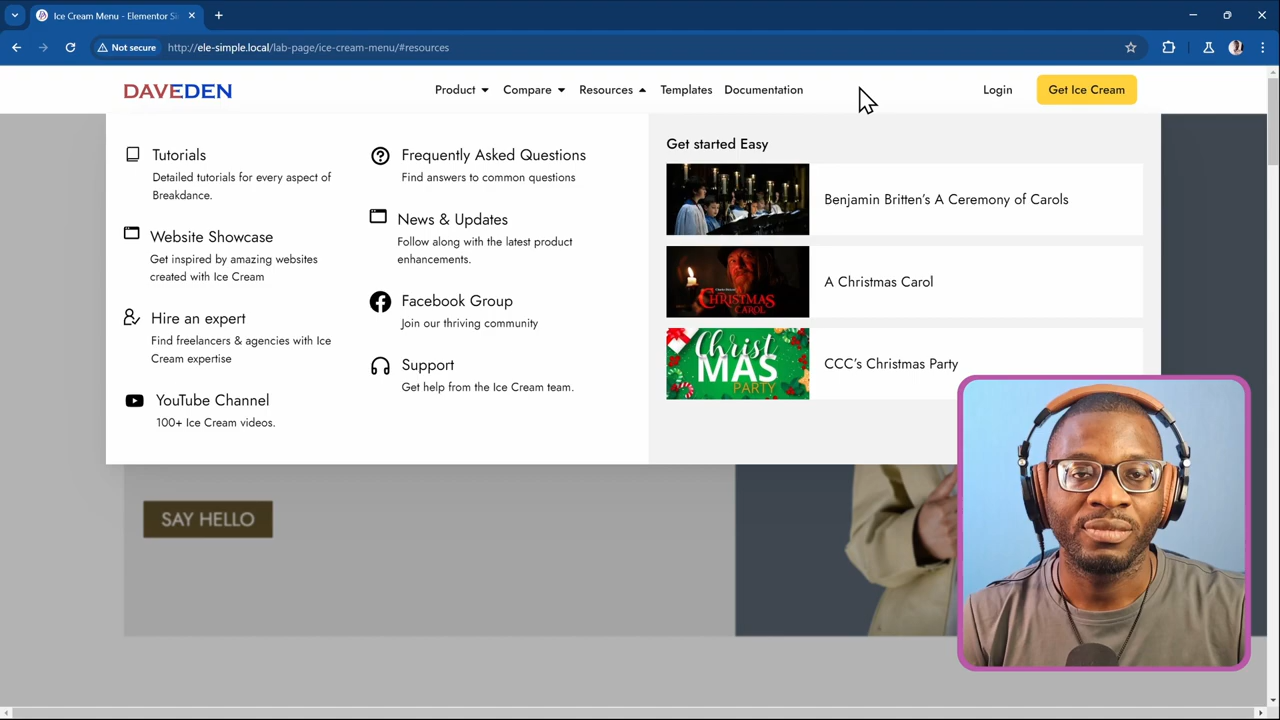 Ice Cream Menu - Elementor Si
Not secure
http://ele-simple.local/lab-page/ice-cream-menu/#resources
DAVEDEN
Product
Compare
Resources
Templates
Documentation
Login
Get Ice Cream
Tutorials
Detailed tutorials for every aspect of
Breakdance.
Website Showcase
Get inspired by amazing websites
created with Ice Cream
Hire an expert
Find freelancers & agencies with Ice
Cream expertise
YouTube Channel
100+ Ice Cream videos.
Frequently Asked Questions
Find answers to common questions
News & Updates
Follow along with the latest product
enhancements.
Facebook Group
Join our thriving community
Support
Get help from the Ice Cream team.
Get started Easy
Benjamin Britten's A Ceremony of Carols
A CHRISTMAS
CAROL
A Christmas Carol
Christ
MAS
PARTY
CCC's Christmas Party
SAY HELLO